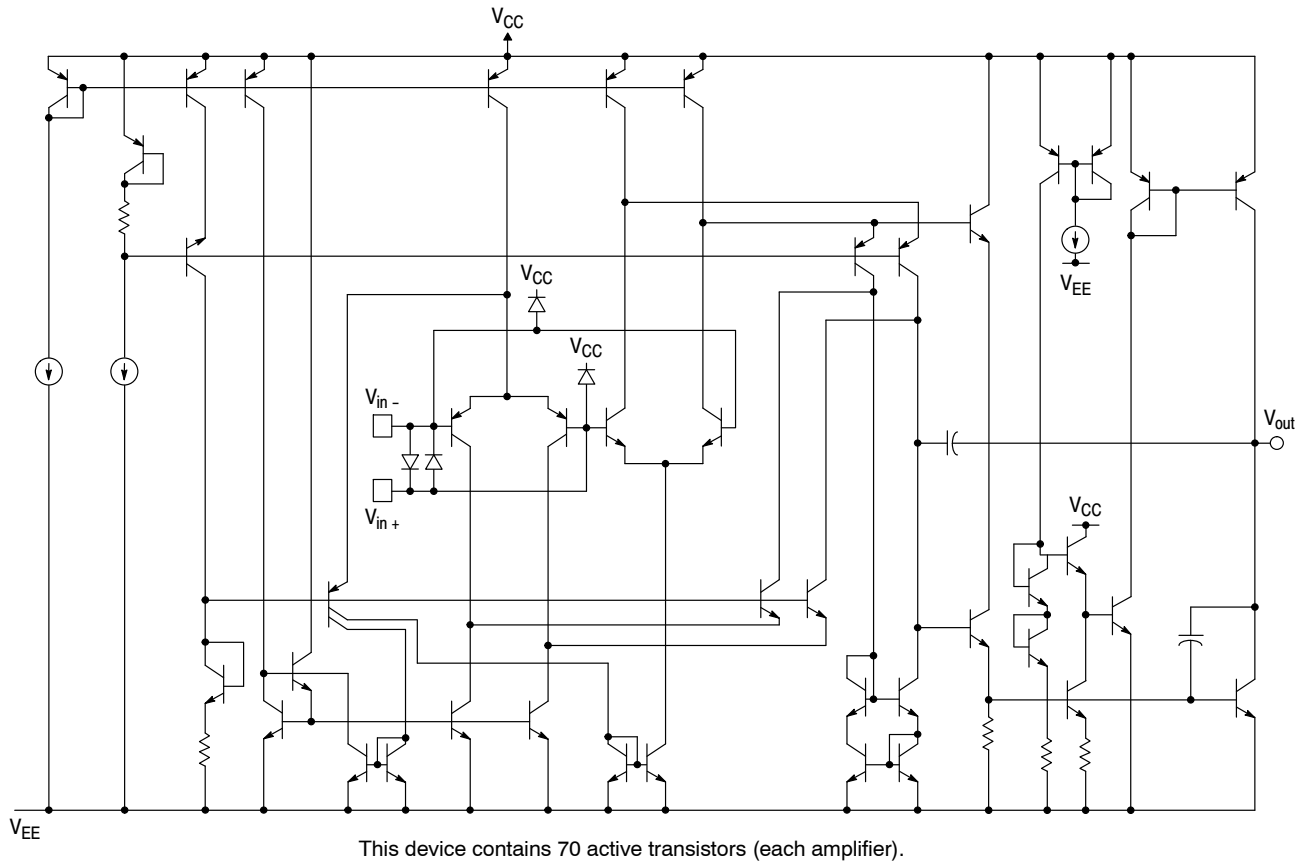 VCC
VCC
VEE
VCC
Vin −
Vout
Vin +
VCC
VEE
This device contains 70 active transistors (each amplifier).